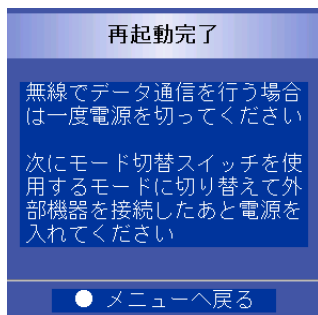 再起動完了
無線でデータ通信を行う場合
は一度電源を切ってください
次にモード切替スイッチを使
用するモードに切り替えて外
部機器を接続したあと電源を
入れてください
● メニューへ戻る